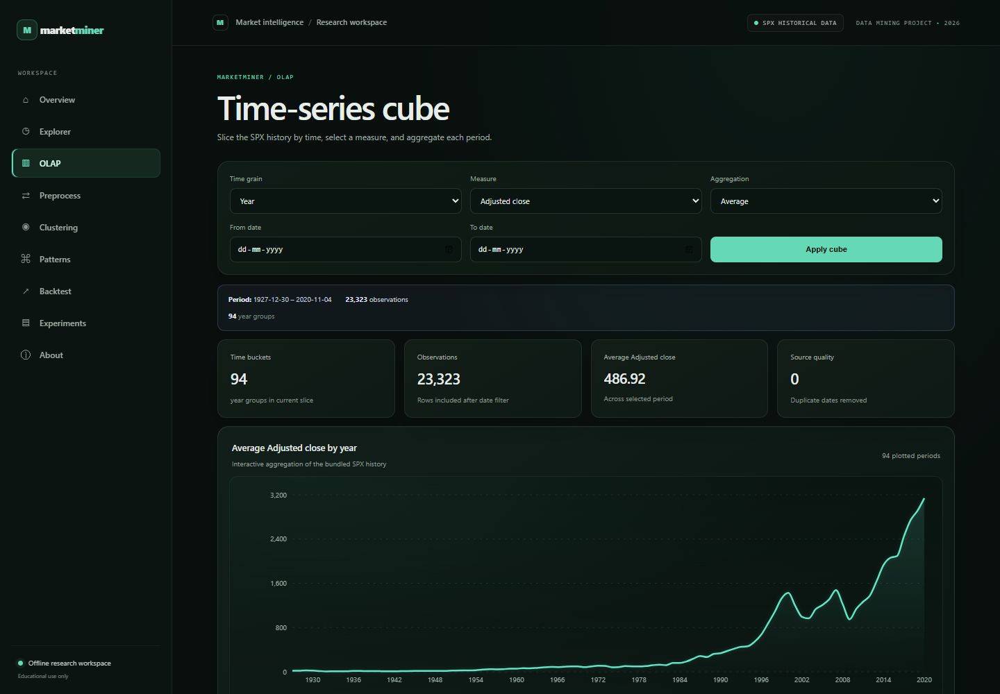 M marketminer
WORKSPACE
Overview
Explorer
OLAP
Preprocess
Clustering
Patterns
Backtest
Experiments
About
Offline research workspace
Educational use only
M Market intelligence / Research workspace
SPX HISTORICAL DATA
DATA MINING PROJECT • 2026
MARKETMINER / OLAP
Time-series cube
Slice the SPX history by time, select a measure, and aggregate each period.
Time grain
Measure
Aggregation
Year
Adjusted close
Average
From date
To date
dd-mm-yyyy
dd-mm-yyyy
Apply cube
Period: 1927-12-30 – 2020-11-04 23,323 observations
94 year groups
Time buckets
94
year groups in current slice
Observations
23,323
Rows included after date filter
Average Adjusted close
486.92
Across selected period
Source quality
0
Duplicate dates removed
Average Adjusted close by year
Interactive aggregation of the bundled SPX history
94 plotted periods
3,200
2,400
1,600
800
0
1930 1936 1942 1948 1954 1960 1966 1972 1978 1984 1990 1996 2002 2008 2014 2020